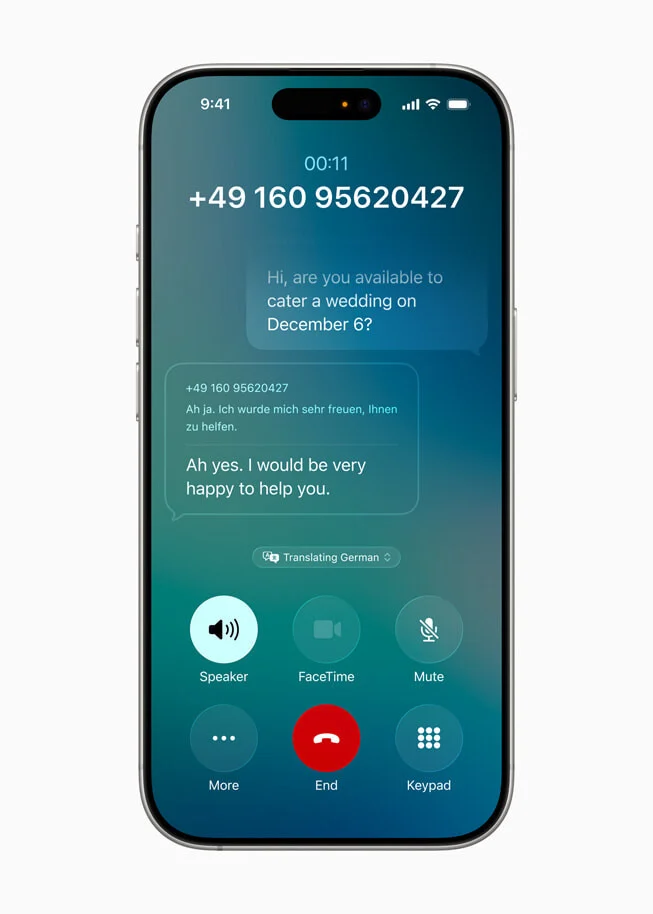 9:41
00:11
+49 160 95620427
Hi, are you available to
cater a wedding on
December 6?
+49 160 95620427
Ah ja. Ich wurde mich sehr freuen, Ihnen
zu helfen.
Ah yes. I would be very
happy to help you.
Translating German
Speaker
FaceTime
Mute
More
End
Keypad